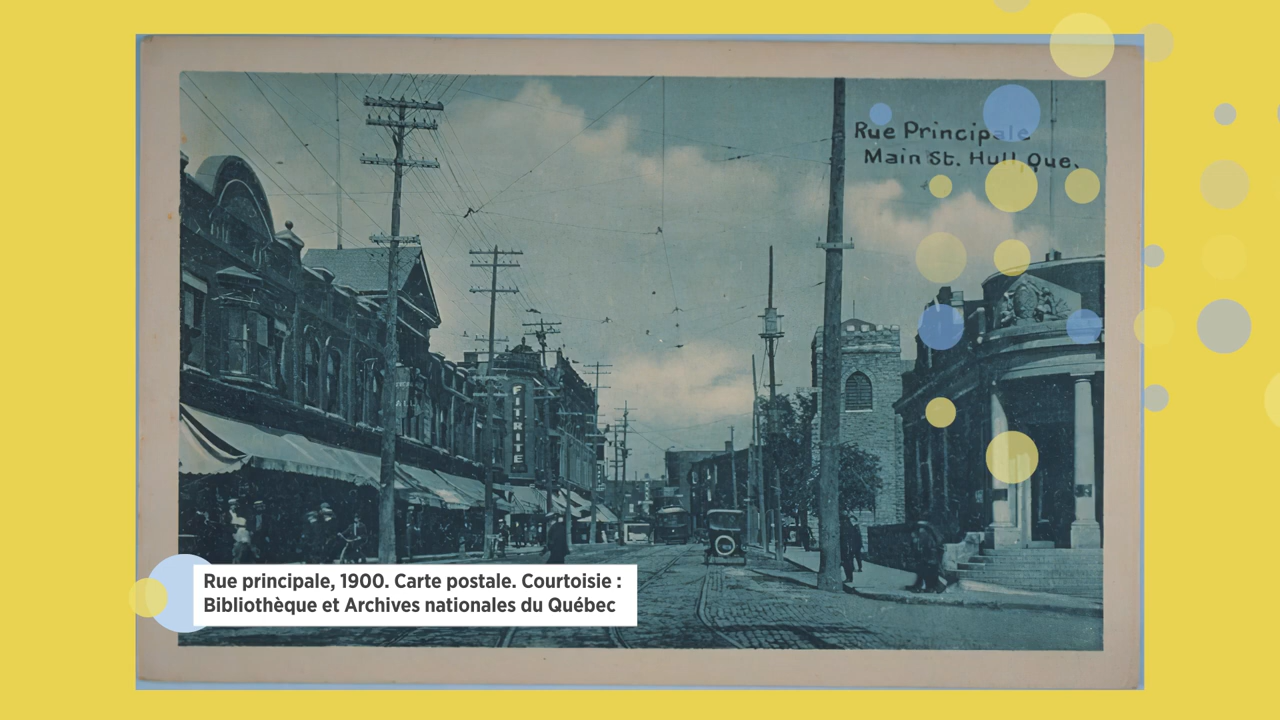 Rue Principale
Main St. Hull, Que.
FITRITE
Rue principale, 1900. Carte postale. Courtoisie :
Bibliothèque et Archives nationales du Québec